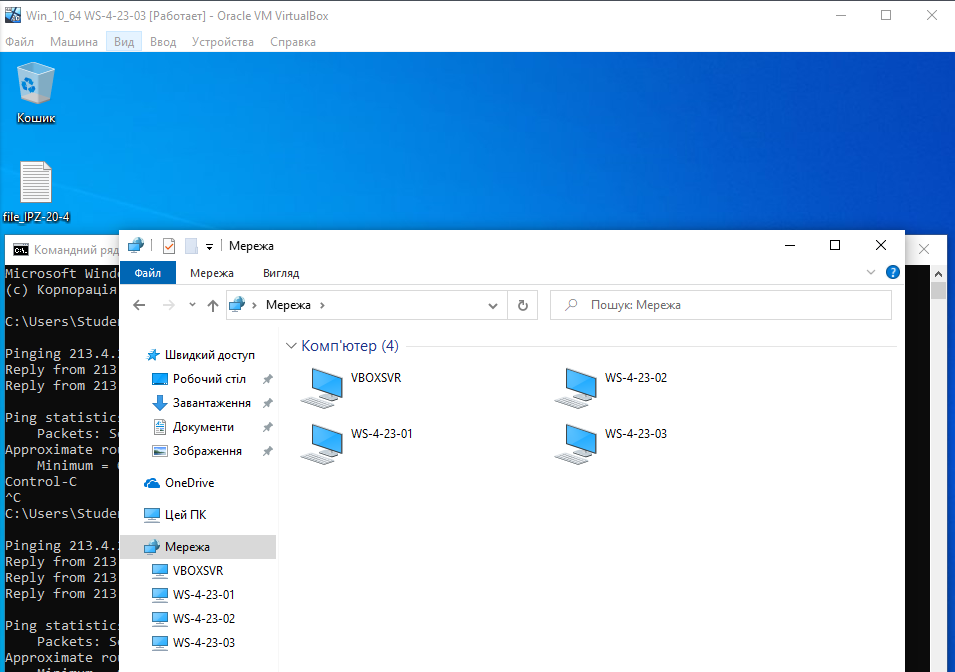 Win_10_64 WS-4-23-03 [Работает] - Oracle VM VirtualBox
Файл Машина Вид Ввод Устройства Справка
Кошик
file_IPZ-20-4
Командний ряд
Microsoft Windo
(c) Корпорація
C:\Users\Studen
Pinging 213.4.
Reply from 213
Reply from 213
Ping statistics
Packets: Se
Approximate rou
Minimum =
Control-C
^C
C:\Users\Studen
Pinging 213.4.
Reply from 213
Reply from 213
Reply from 213
Ping statistics
Packets: Se
Approximate rou
Мережа
Файл Мережа Вигляд
Мережа
Пошук: Мережа
Швидкий доступ
Робочий стіл
Завантаження
Документи
Зображення
OneDrive
Цей ПК
Мережа
VBOXSVR
WS-4-23-01
WS-4-23-02
WS-4-23-03
Комп'ютер (4)
VBOXSVR
WS-4-23-02
WS-4-23-01
WS-4-23-03